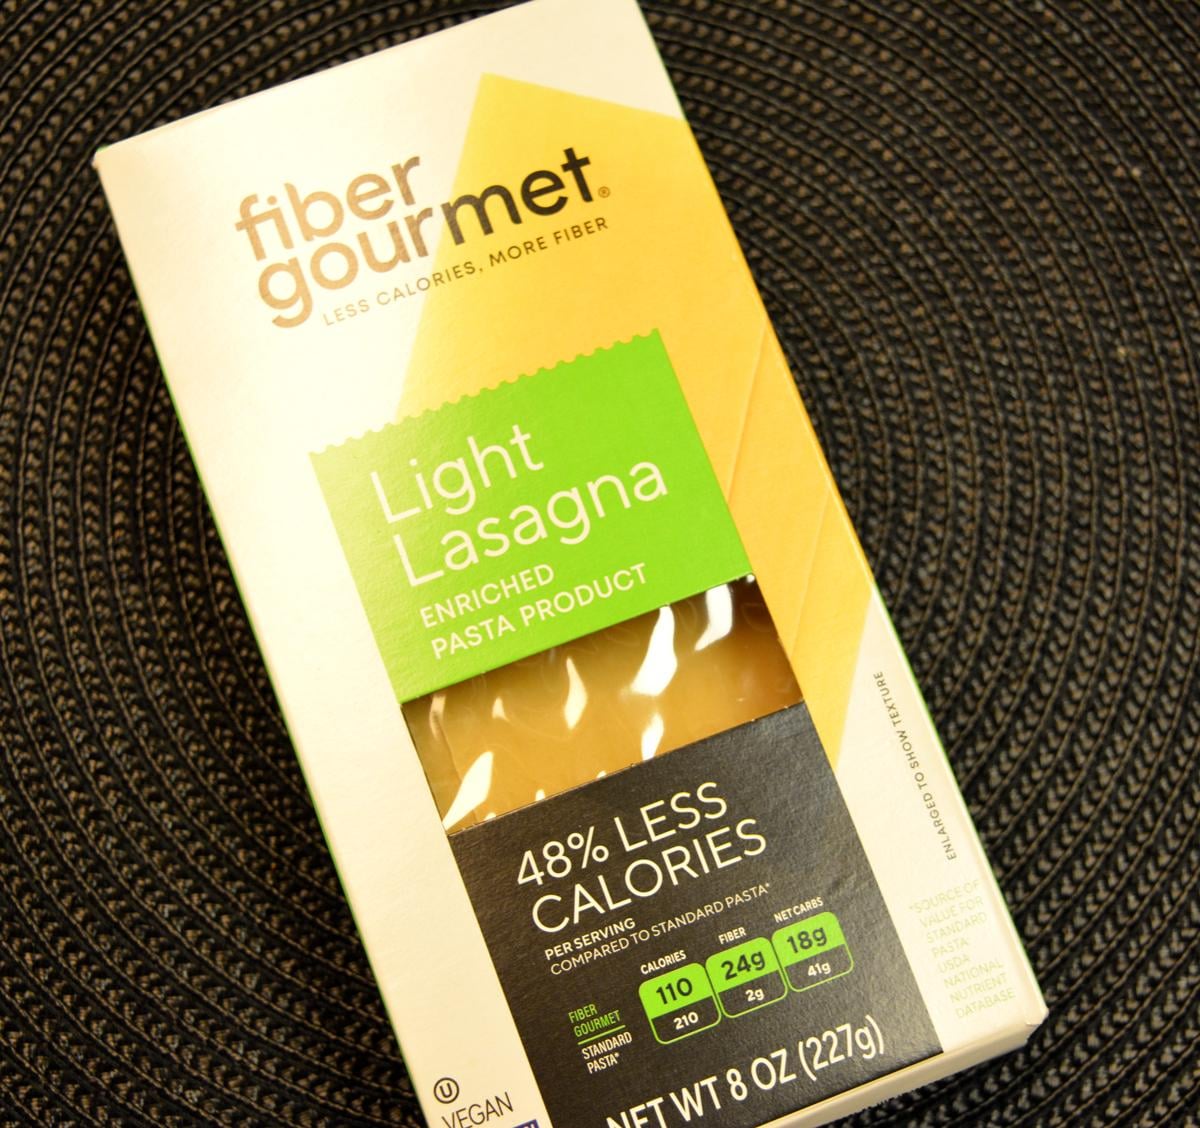 fiber
gourmet®
LESS CALORIES, MORE FIBER
Light
Lasagna
ENRICHED
PASTA PRODUCT
ENLARGED TO SHOW TEXTURE
48% LESS
CALORIES
PER SERVING
COMPARED TO STANDARD PASTA*
CALORIES FIBER NET CARBS
FIBER
GOURMET
110 24g 18g
STANDARD
PASTA*
210 2g 41g
*SOURCE OF
VALUE FOR
STANDARD
PASTA:
USDA
NATIONAL
NUTRIENT
DATABASE
U
VEGAN
NET WT 8 OZ (227g)